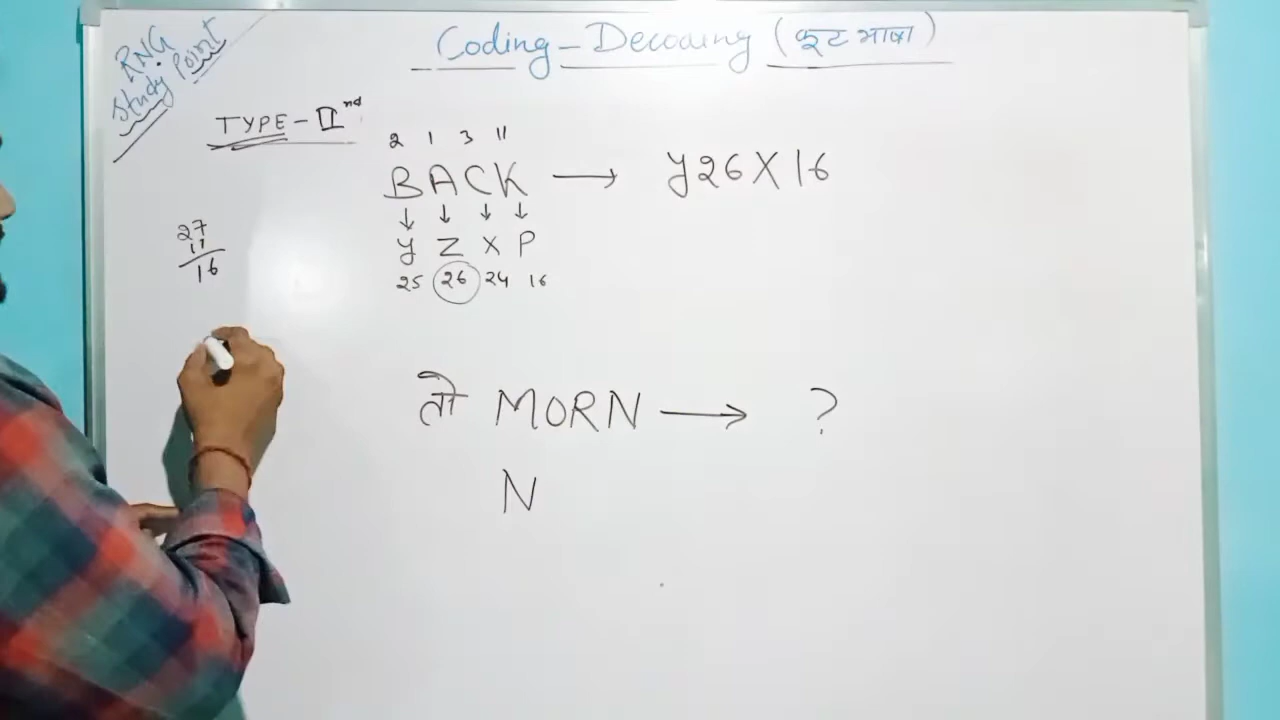 Coding - Decoding (कूट भाषा)
RNG
Study Point
TYPE - II nd
2 1 3 11
BACK → Y26X16
↓ ↓ ↓ ↓
Y Z X P
25 26 24 16
27
11
16
तो MORN → ?
N